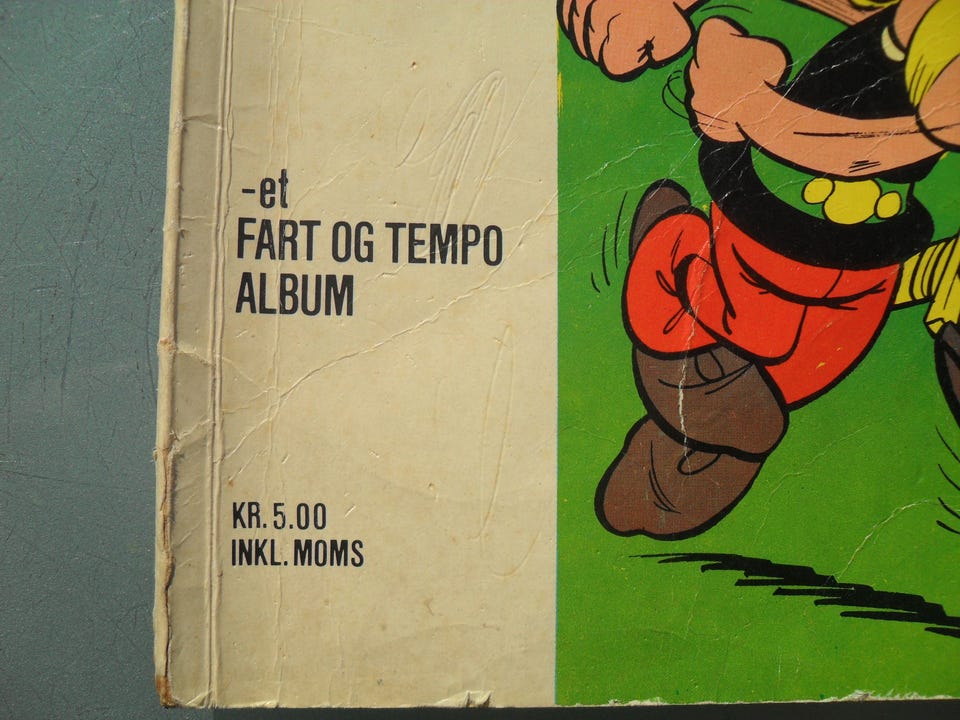 -et
FART OG TEMPO
ALBUM
KR. 5.00
INKL. MOMS